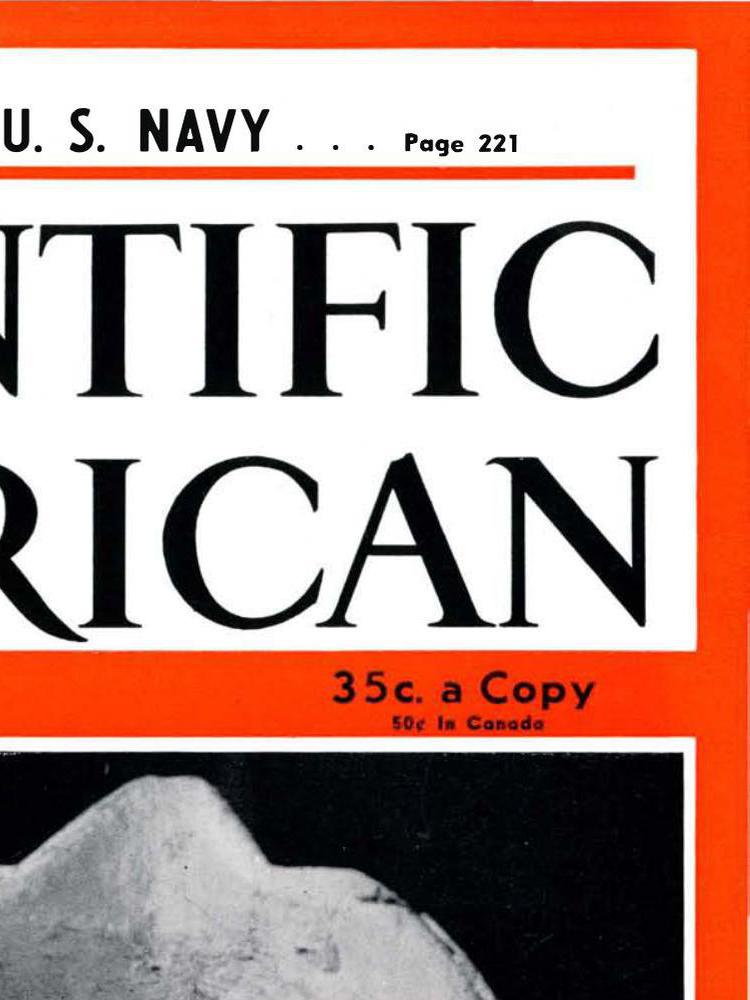 U. S. NAVY . . . Page 221
NTIFIC
RICAN
35c. a Copy
50¢ In Canada